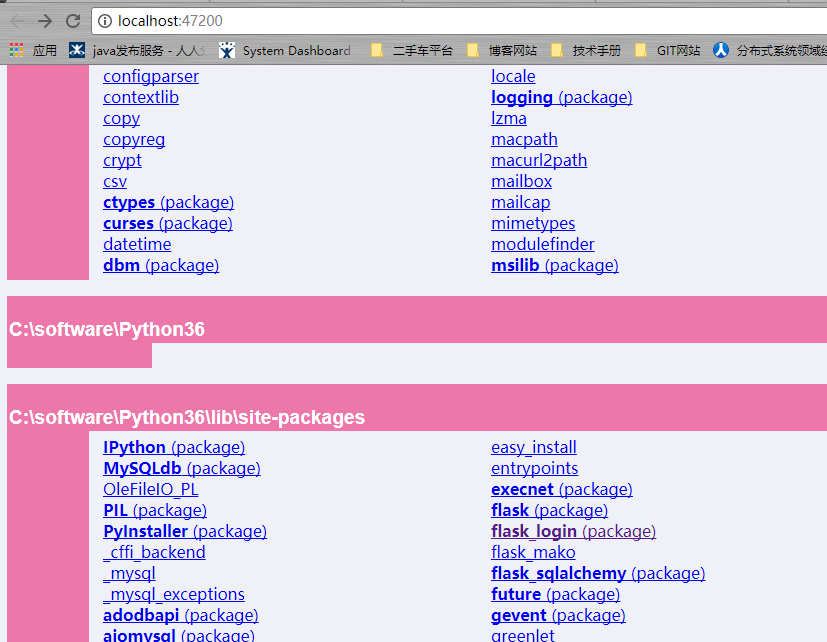 localhost:47200
应用 java发布服务 - 人人 System Dashboard 二手车平台 博客网站 技术手册 GIT网站 分布式系统领域
configparser locale
contextlib logging (package)
copy lzma
copyreg macpath
crypt macurl2path
csv mailbox
ctypes (package) mailcap
curses (package) mimetypes
datetime modulefinder
dbm (package) msilib (package)
C:\software\Python36
C:\software\Python36\lib\site-packages
IPython (package) easy_install
MySQLdb (package) entrypoints
OleFileIO_PL execnet (package)
PIL (package) flask (package)
PyInstaller (package) flask_login (package)
_cffi_backend flask_mako
_mysql flask_sqlalchemy (package)
_mysql_exceptions future (package)
adodbapi (package) gevent (package)
aiomysql (package) greenlet